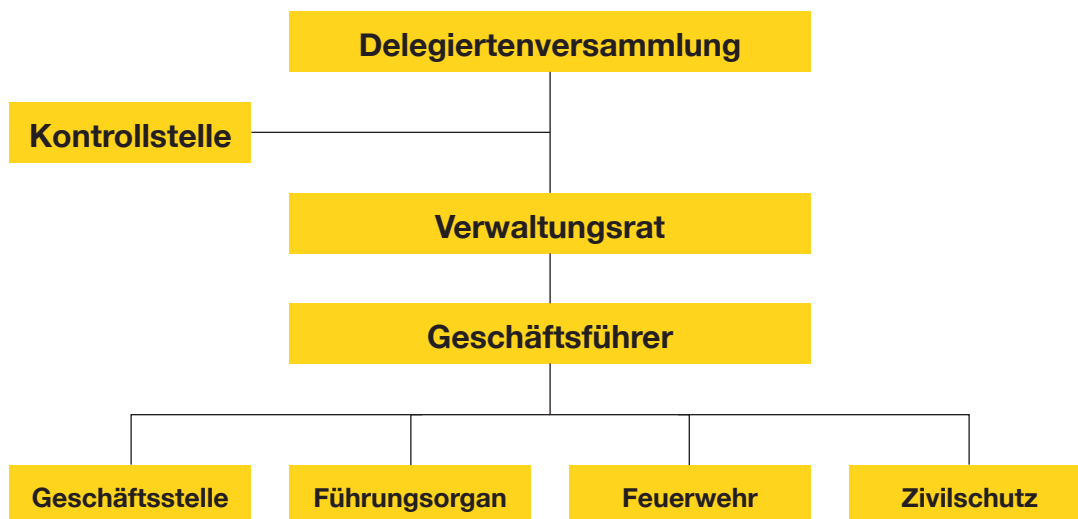 Delegiertenversammlung
Kontrollstelle
Verwaltungsrat
Geschäftsführer
Geschäftsstelle
Führungsorgan
Feuerwehr
Zivilschutz